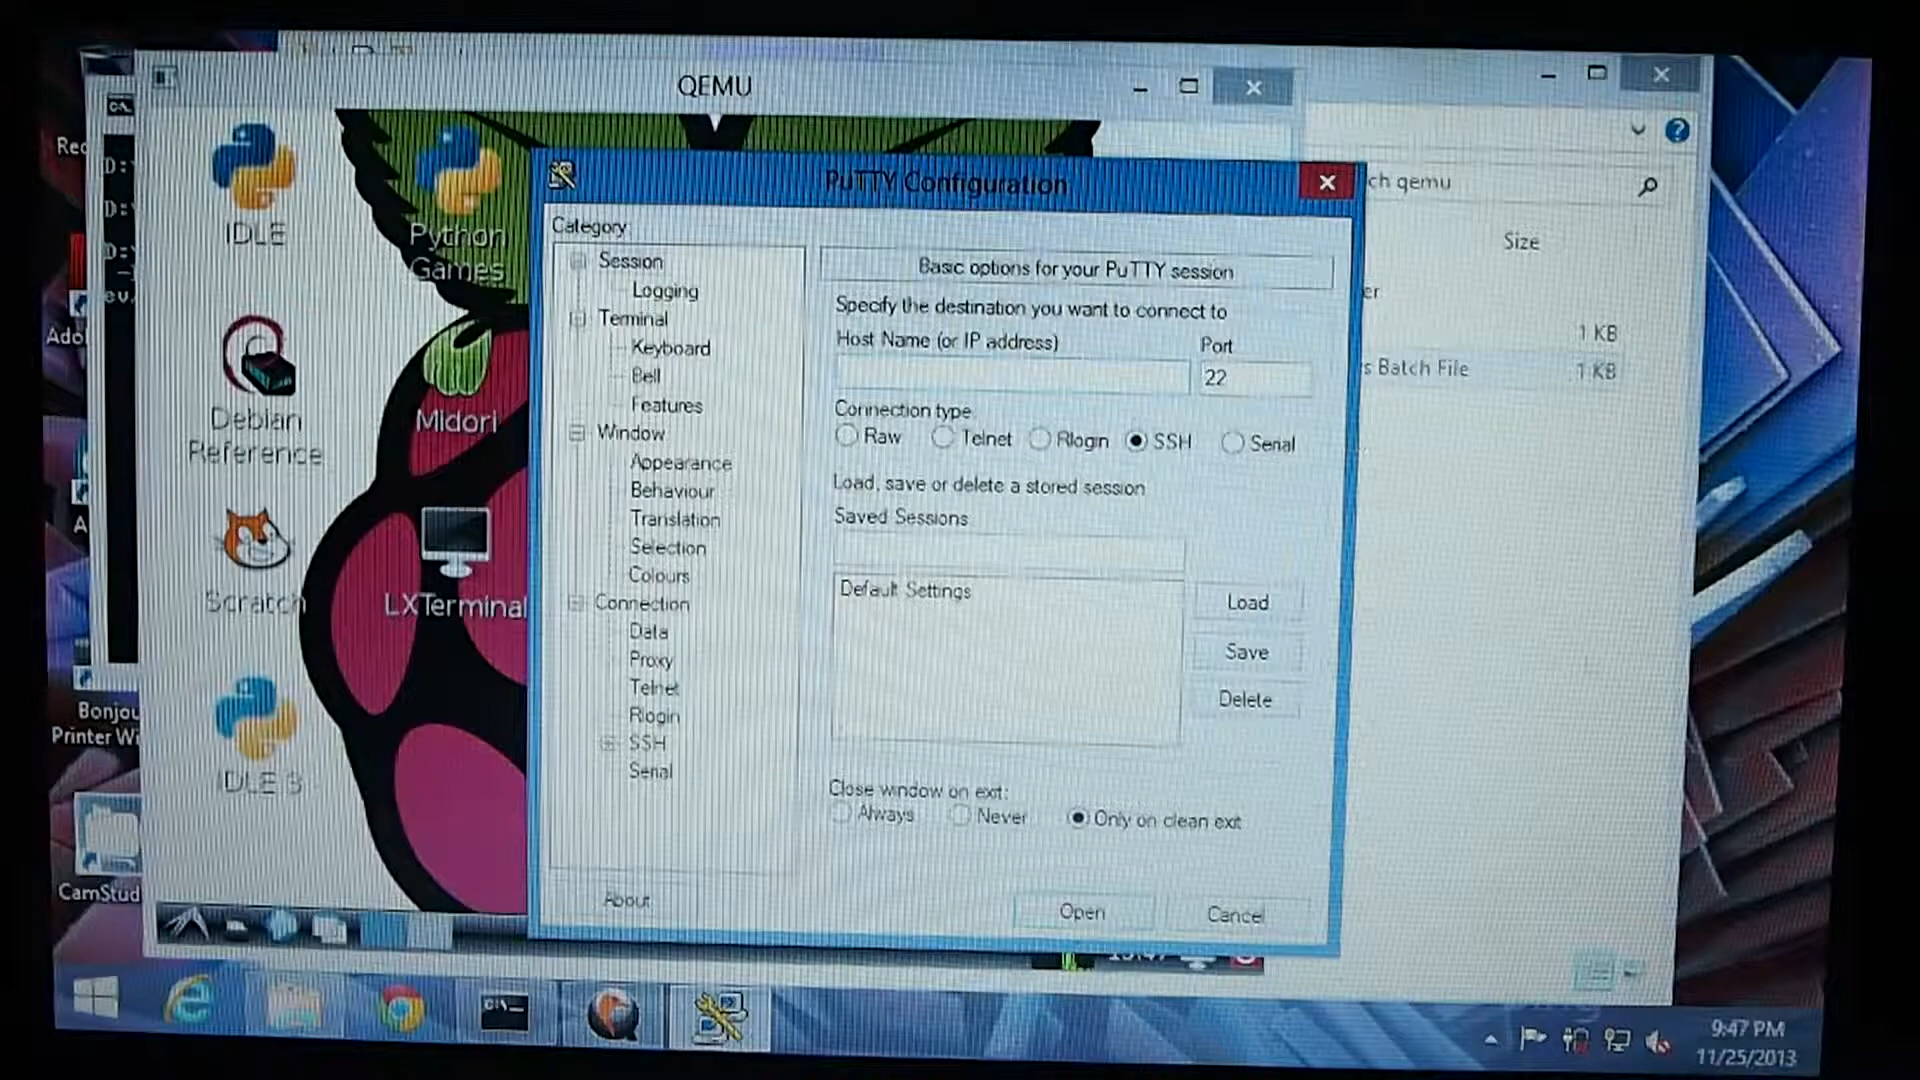 QEMU
IDLE
Python
Games
Debian
Reference
Midori
Scratch
LXTerminal
IDLE 3
Rec
Adol
A
Bonjou
Printer Wi
CamStud
C:\
D:\
D:\
D:\
ev
PuTTY Configuration
Category:
Session
Logging
Terminal
Keyboard
Bell
Features
Window
Appearance
Behaviour
Translation
Selection
Colours
Connection
Data
Proxy
Telnet
Rlogin
SSH
Serial
Basic options for your PuTTY session
Specify the destination you want to connect to
Host Name (or IP address)
Port
22
Connection type
Raw
Telnet
Rlogin
SSH
Serial
Load, save or delete a stored session
Saved Sessions
Default Settings
Load
Save
Delete
Close window on exit:
Always
Never
Only on clean exit
About
Open
Cancel
ch qemu
Size
er
1 KB
s Batch File
1 KB
C:\
9:47 PM
11/25/2013